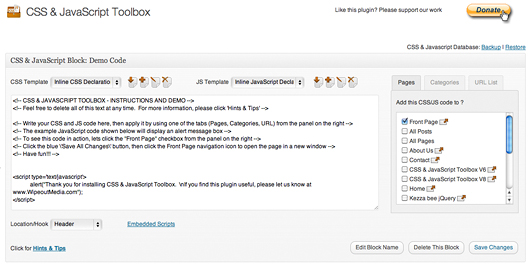 CSS & JavaScript Toolbox
Like this plugin? Please support our work
Donate
CSS & Javascript Database: Backup | Restore
CSS & JavaScript Block: Demo Code
CSS Template
Inline CSS Declaratio
JS Template
Inline JavaScript Decla
Pages
Categories
URL List
<!-- CSS & JAVASCRIPT TOOLBOX - INSTRUCTIONS AND DEMO -->
<!-- Feel free to delete all of this text at any time. For more information, please click 'Hints & Tips' -->
<!-- Write your CSS and JS code here, then apply it by using one of the tabs (Pages, Categories, URL) from the panel on the right -->
<!-- The example JavaScript code shown below will display an alert message box -->
<!-- To see this code in action, lets click the 'Front Page' checkbox from the panel on the right -->
<!-- Click the blue \'Save All Changes\' button, then click the Front Page navigation icon to open the page in a new window -->
<!-- Have fun!!! -->
<script type='text/javascript'>
alert("Thank you for installing CSS & JavaScript Toolbox. \nIf you find this plugin useful, please let us know at
www.WipeoutMedia.com");
</script>
Add this CSS/JS code to ?
Front Page
All Posts
All Pages
About Us
Contact
CSS & JavaScript Toolbox V6
CSS & JavaScript Toolbox V8
Home
Kezza bee jQuery
Location/Hook
Header
Embedded Scripts
Click for Hints & Tips
Edit Block Name
Delete This Block
Save Changes